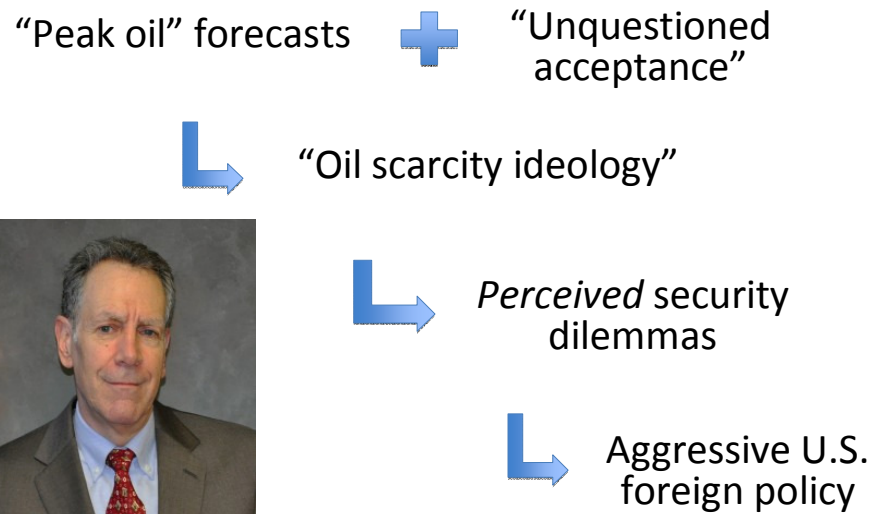 “Peak oil” forecasts
“Unquestioned
acceptance”
“Oil scarcity ideology”
Perceived security
dilemmas
Aggressive U.S.
foreign policy